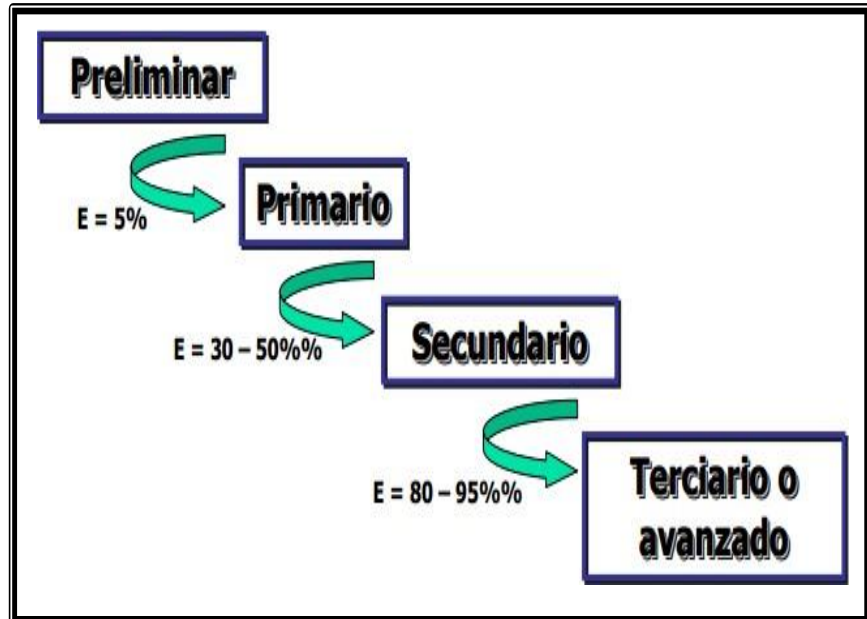 Preliminar
E = 5%
Primario
E = 30 – 50%%
Secundario
E = 80 – 95%%
Terciario o
avanzado